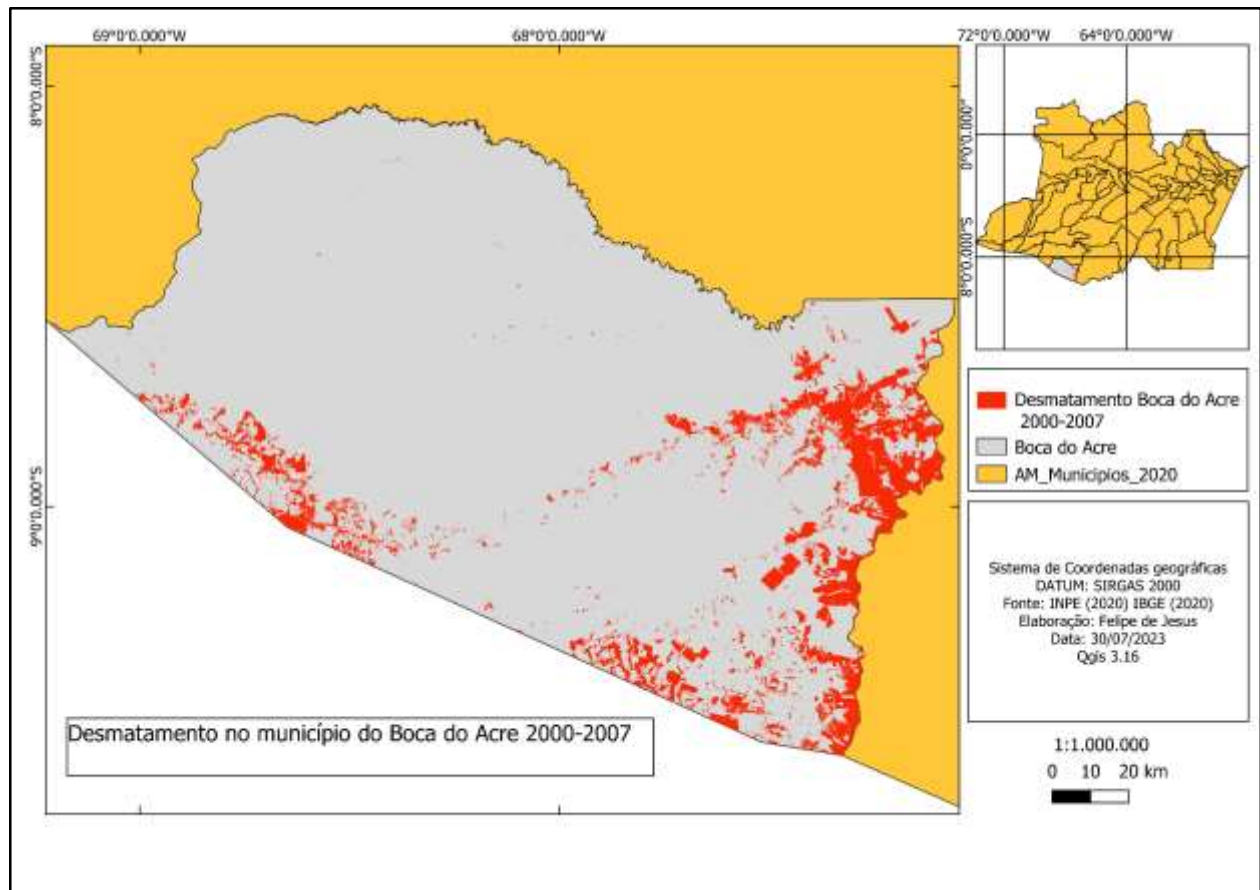 69°0'0.000"W
68°0'0.000"W
72°0'0.000"W
64°0'0.000"W
8°0'0.000"S
0°0'0.000"
8°0'0.000"S
9°0'0.000"S
Desmatamento Boca do Acre
2000-2007
Boca do Acre
AM_Municipios_2020
Sistema de Coordenadas geográficas
DATUM: SIRGAS 2000
Fonte: INPE (2020) IBGE (2020)
Elaboração: Felipe de Jesus
Data: 30/07/2023
Qgis 3.16
Desmatamento no município do Boca do Acre 2000-2007
1:1.000.000
0 10 20 km